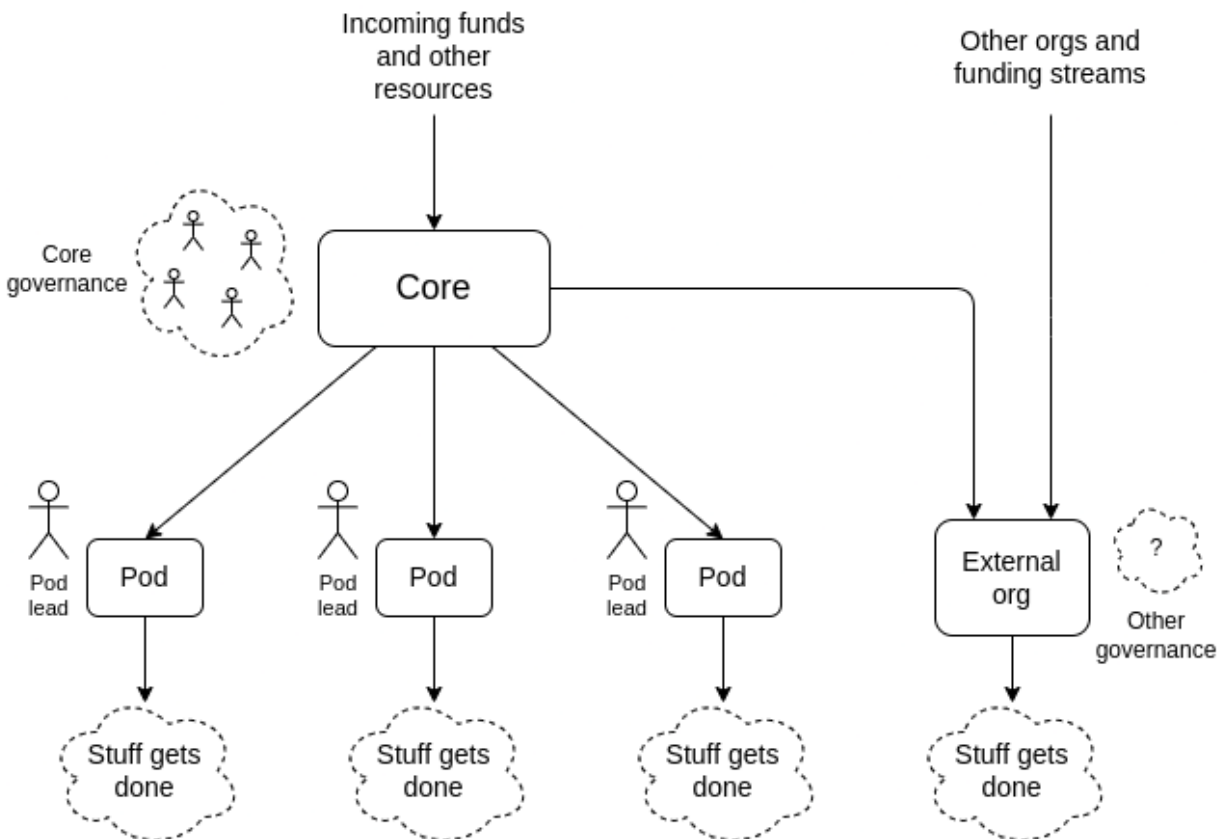 Incoming funds
and other
resources
Other orgs and
funding streams
Core
governance
Core
Pod
lead
Pod
Pod
lead
Pod
Pod
lead
Pod
External
org
?
Other
governance
Stuff gets
done
Stuff gets
done
Stuff gets
done
Stuff gets
done